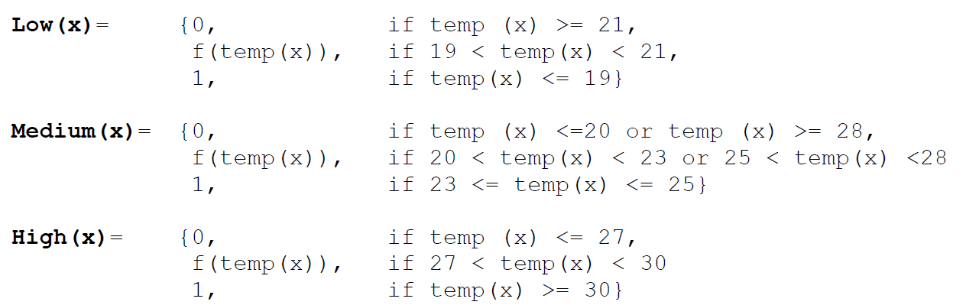 Low(x)= {0, if temp (x) >= 21,
f(temp(x)), if 19 < temp(x) < 21,
1, if temp(x) <= 19}
Medium(x)= {0, if temp (x) <=20 or temp (x) >= 28,
f(temp(x)), if 20 < temp(x) < 23 or 25 < temp(x) <28
1, if 23 <= temp(x) <= 25}
High(x)= {0, if temp (x) <= 27,
f(temp(x)), if 27 < temp(x) < 30
1, if temp(x) >= 30}